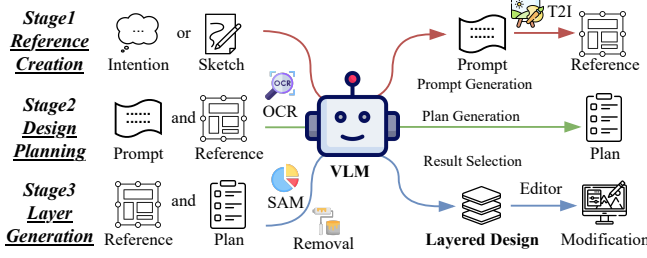 Stage1
Reference
Creation
Intention
or
Sketch
T2I
Prompt
Prompt Generation
Reference
Stage2
Design
Planning
Prompt
and
Reference
OCR
OCR
VLM
Plan Generation
Plan
Stage3
Layer
Generation
Reference
and
Plan
SAM
Removal
Result Selection
Layered Design
Editor
Modification